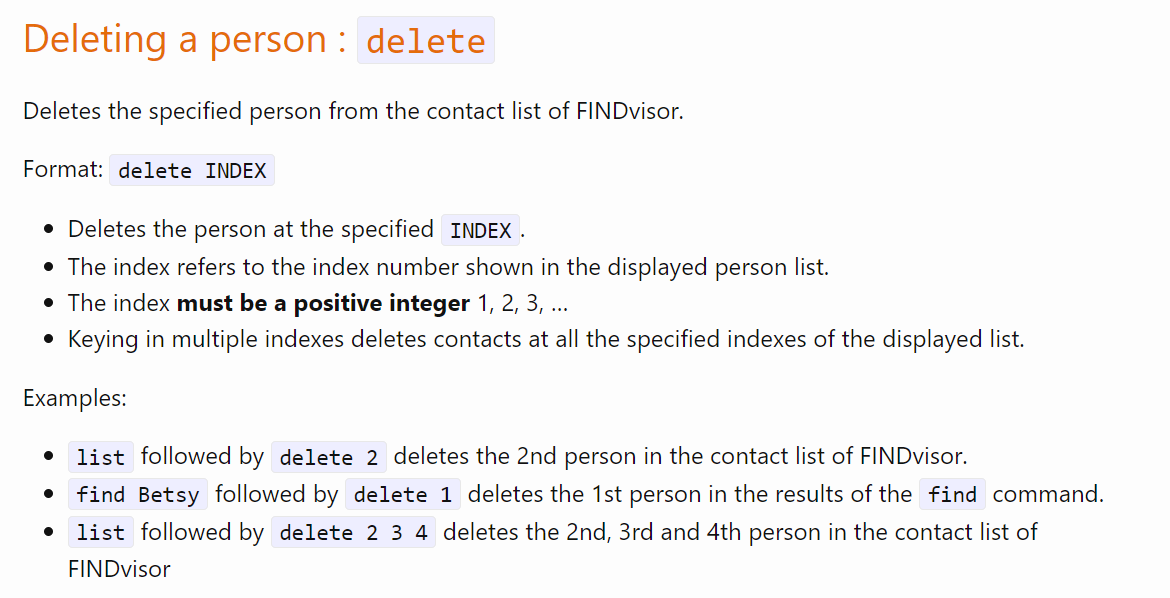 Deleting a person : delete
Deletes the specified person from the contact list of FINDvisor.
Format: delete INDEX
• Deletes the person at the specified INDEX.
• The index refers to the index number shown in the displayed person list.
• The index must be a positive integer 1, 2, 3, …
• Keying in multiple indexes deletes contacts at all the specified indexes of the displayed list.
Examples:
• list followed by delete 2 deletes the 2nd person in the contact list of FINDvisor.
• find Betsy followed by delete 1 deletes the 1st person in the results of the find command.
• list followed by delete 2 3 4 deletes the 2nd, 3rd and 4th person in the contact list of
FINDvisor